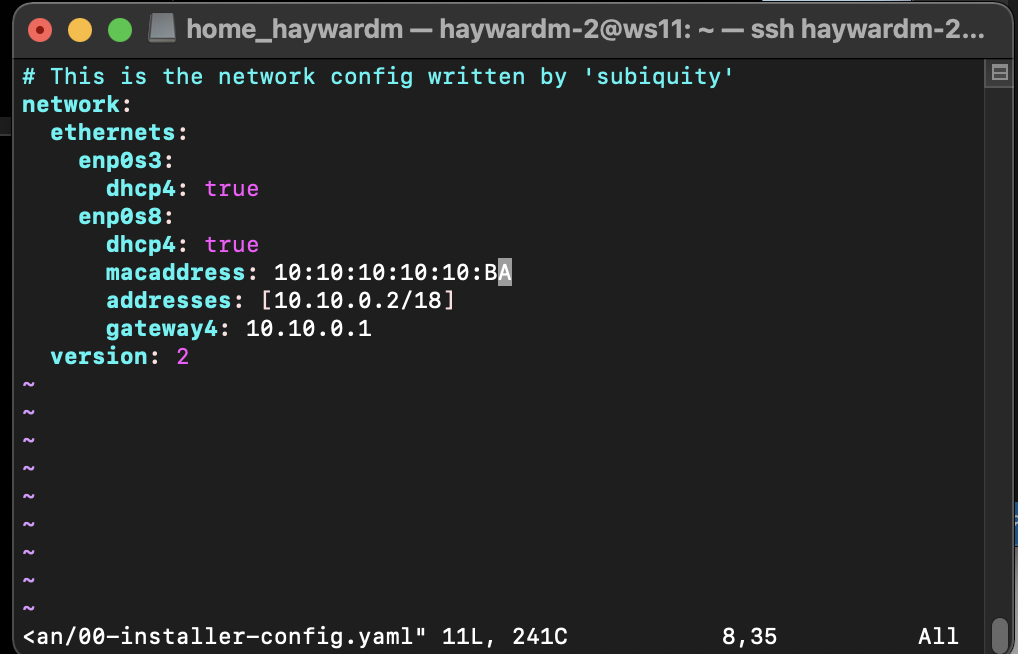 home_haywardm — haywardm-2@ws11: ~ — ssh haywardm-2...
# This is the network config written by 'subiquity'
network:
  ethernets:
    enp0s3:
      dhcp4: true
    enp0s8:
      dhcp4: true
      macaddress: 10:10:10:10:10:BA
      addresses: [10.10.0.2/18]
      gateway4: 10.10.0.1
  version: 2
~
~
~
~
~
~
~
~
~
<an/00-installer-config.yaml" 11L, 241C 8,35 All